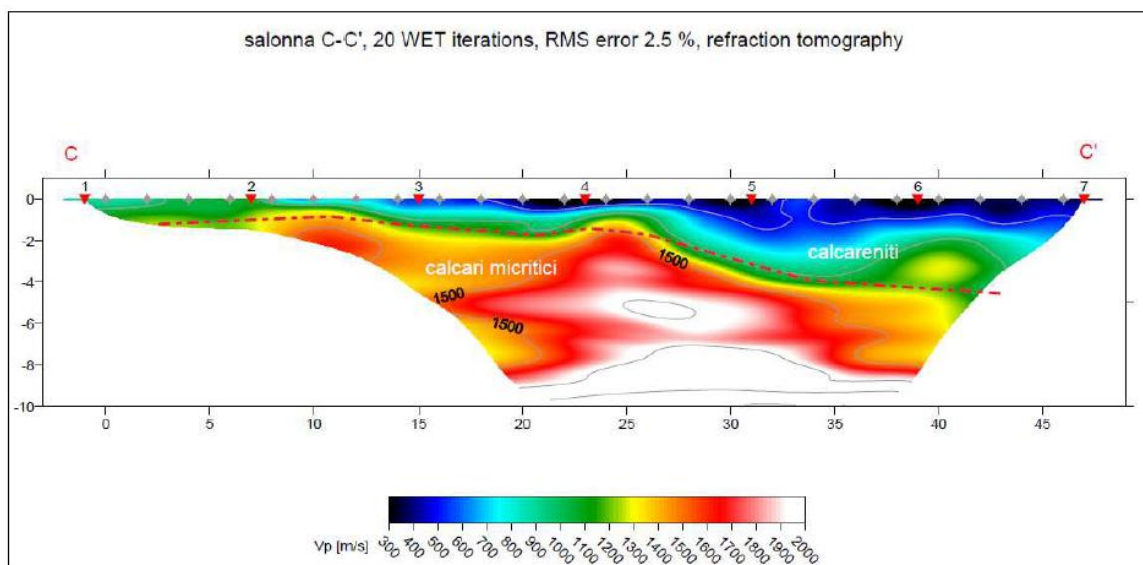 salonna C-C', 20 WET iterations, RMS error 2.5 %, refraction tomography
C C'
1 2 3 4 5 6 7
0
-2
-4
-6
-8
-10
calcari micritici
calcareniti
1500
1500
1500
0 5 10 15 20 25 30 35 40 45
Vp [m/s]
300 400 500 600 700 800 900 1000 1100 1200 1300 1400 1500 1600 1700 1800 1900 2000